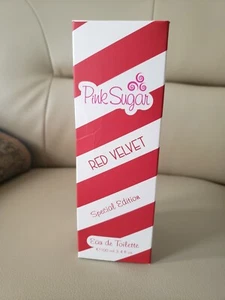 Pink Sugar
RED VELVET
Special Edition
Eau de Toilette